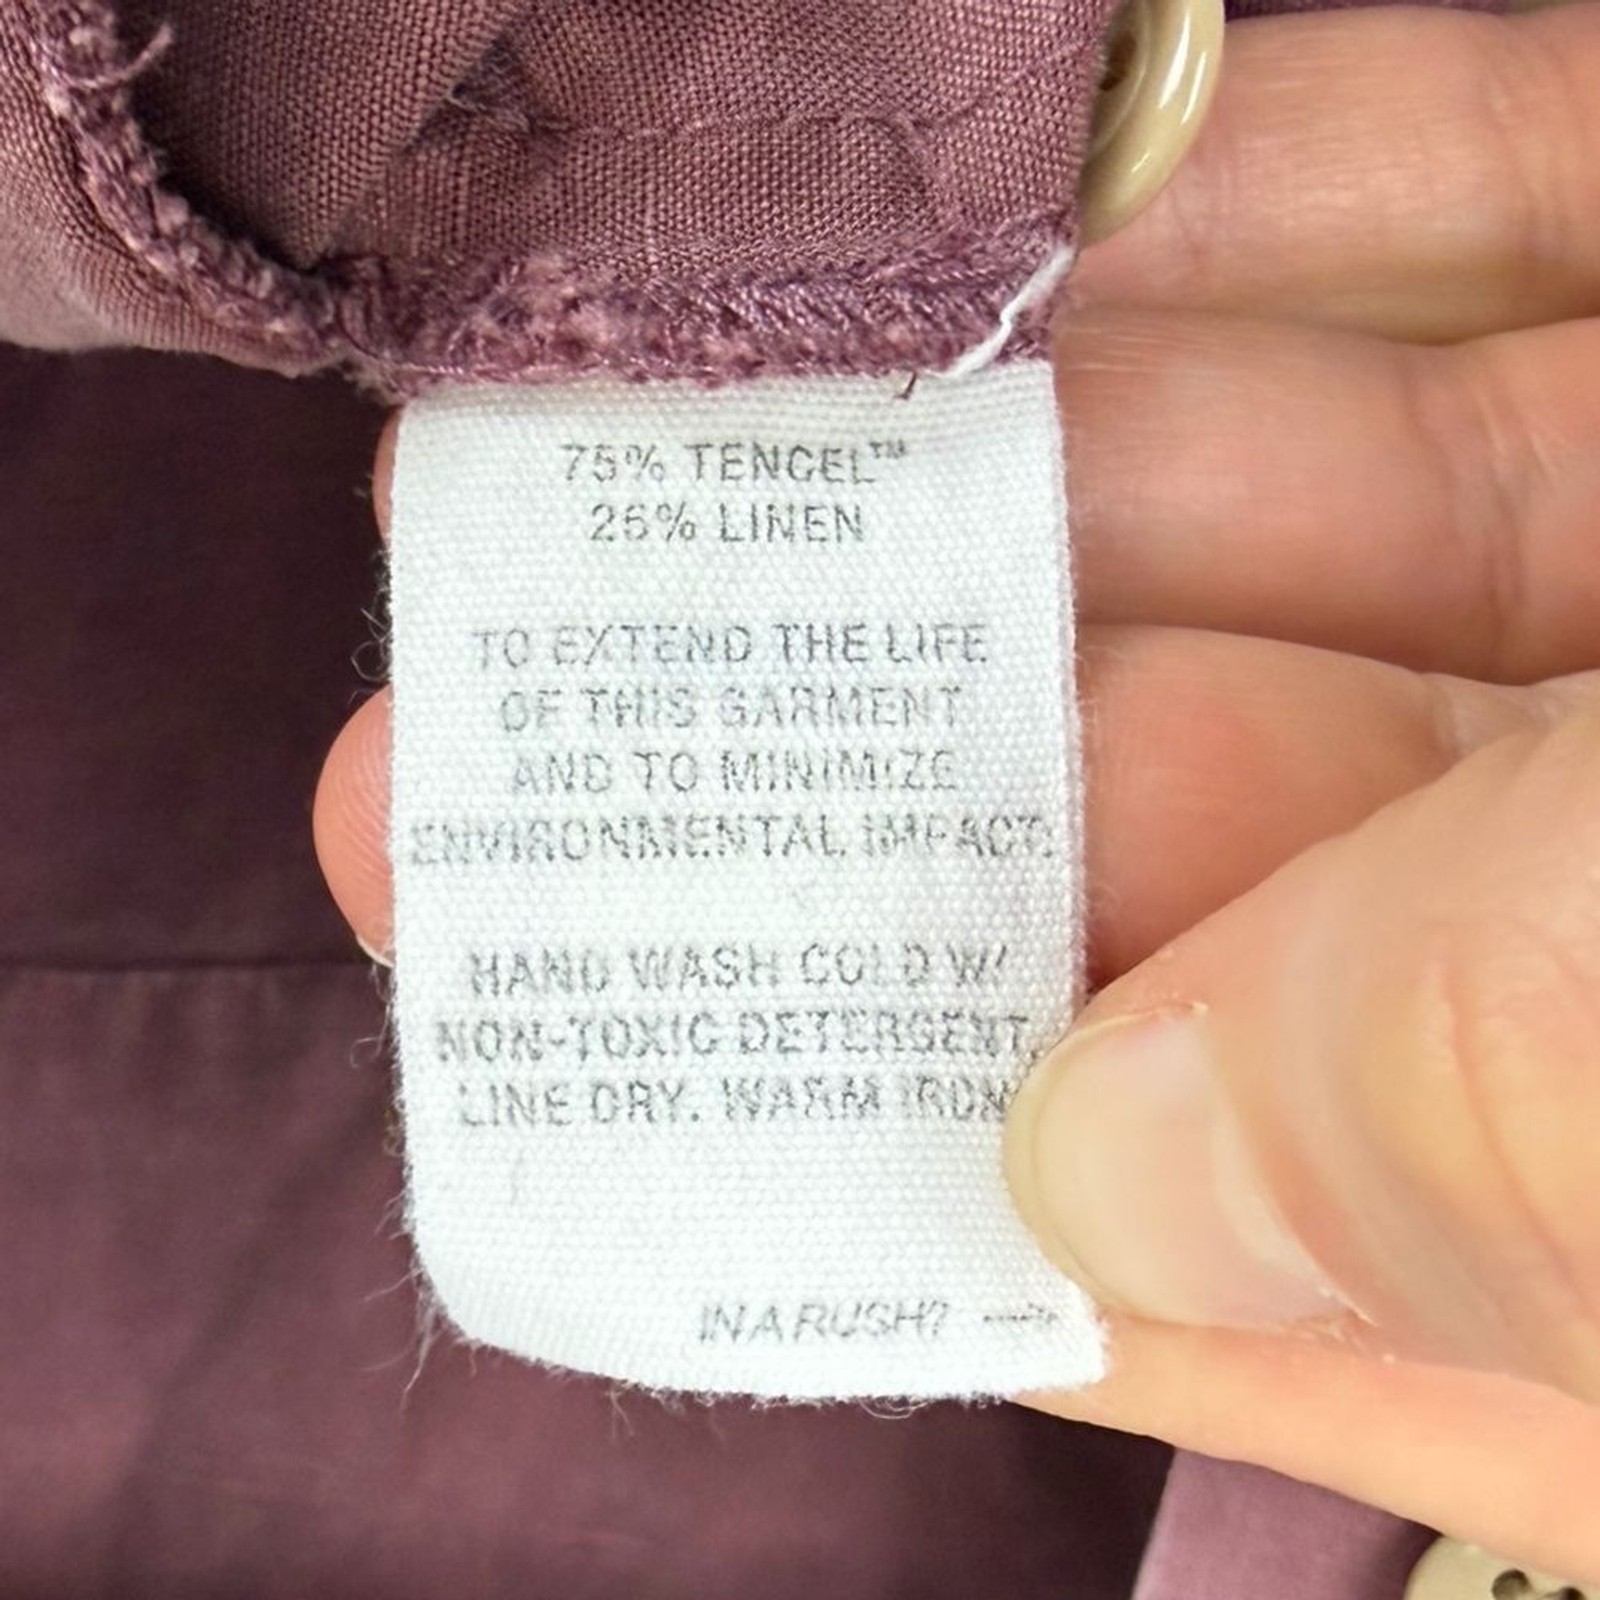 75% TENCEL™
25% LINEN
TO EXTEND THE LIFE
OF THIS GARMENT
AND TO MINIMIZE
ENVIRONMENTAL IMPACT:
HAND WASH COLD W/
NON-TOXIC DETERGENT.
LINE DRY. WARM IRON
IN A RUSH? →